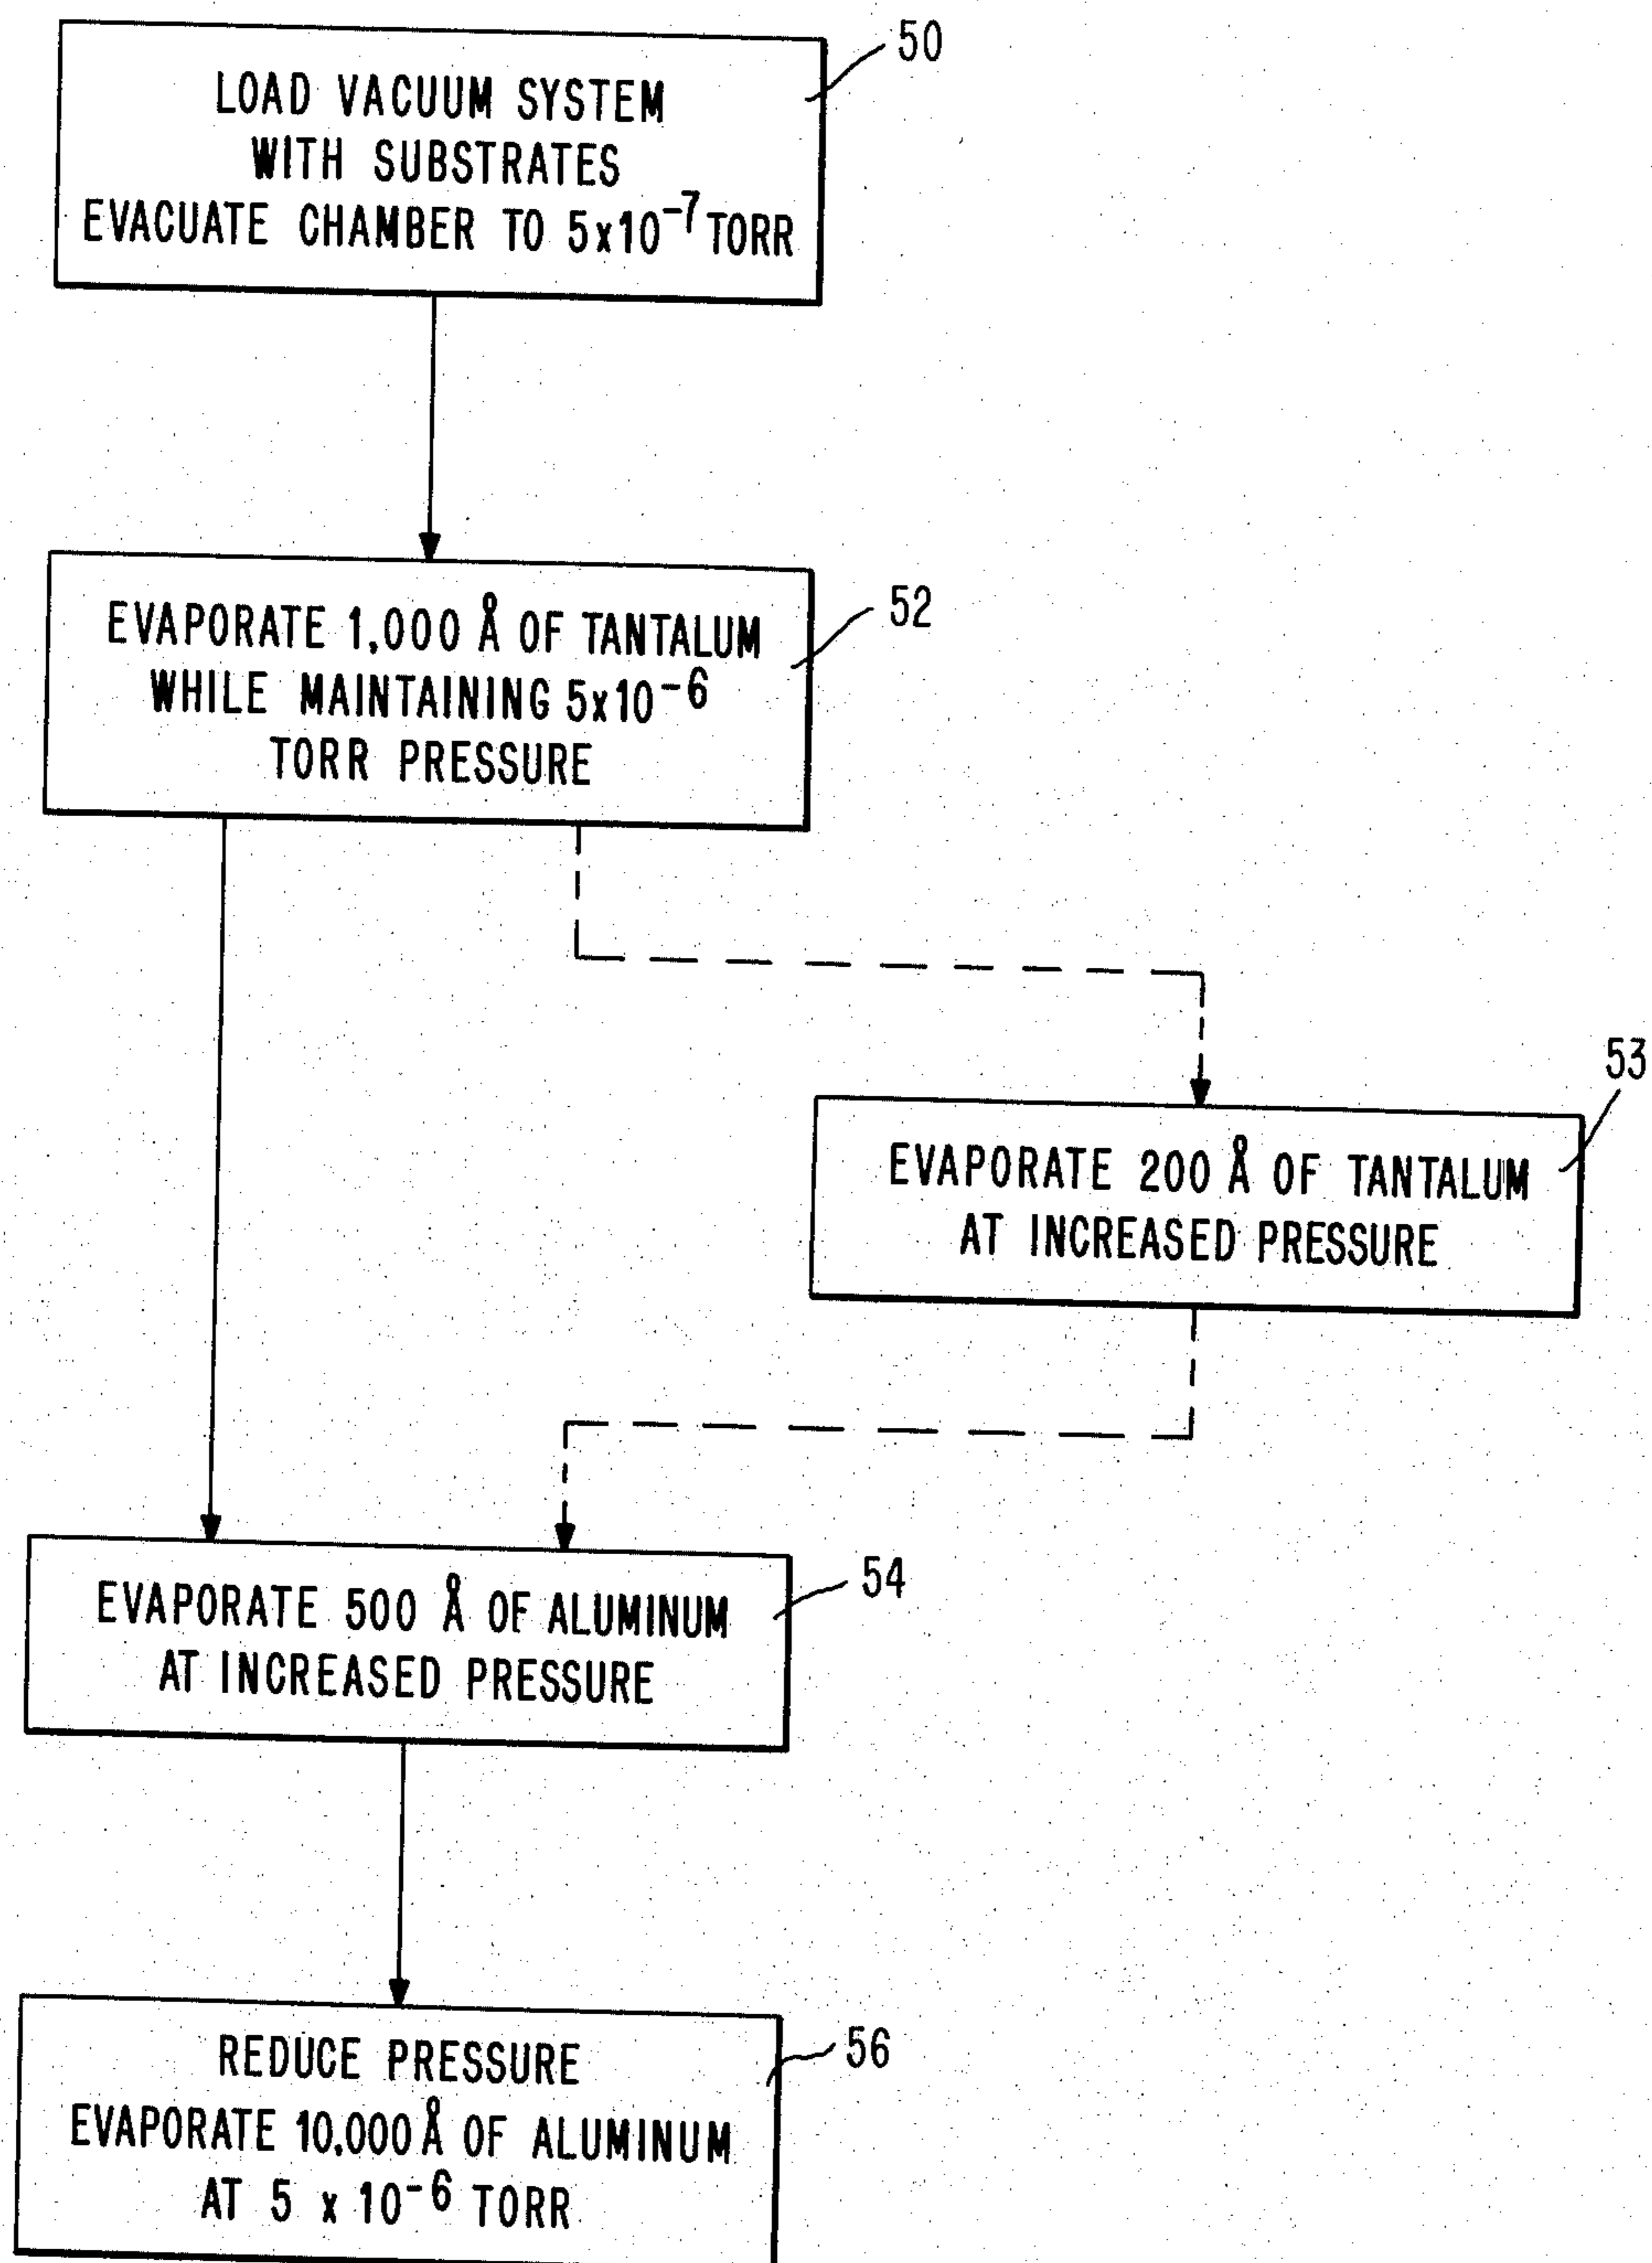 50
LOAD VACUUM SYSTEM
WITH SUBSTRATES
EVACUATE CHAMBER TO 5x10⁻⁷ TORR
52
EVAPORATE 1,000 Å OF TANTALUM
WHILE MAINTAINING 5x10⁻⁶
TORR PRESSURE
53
EVAPORATE 200 Å OF TANTALUM
AT INCREASED PRESSURE
54
EVAPORATE 500 Å OF ALUMINUM
AT INCREASED PRESSURE
56
REDUCE PRESSURE
EVAPORATE 10,000 Å OF ALUMINUM
AT 5 x 10⁻⁶ TORR